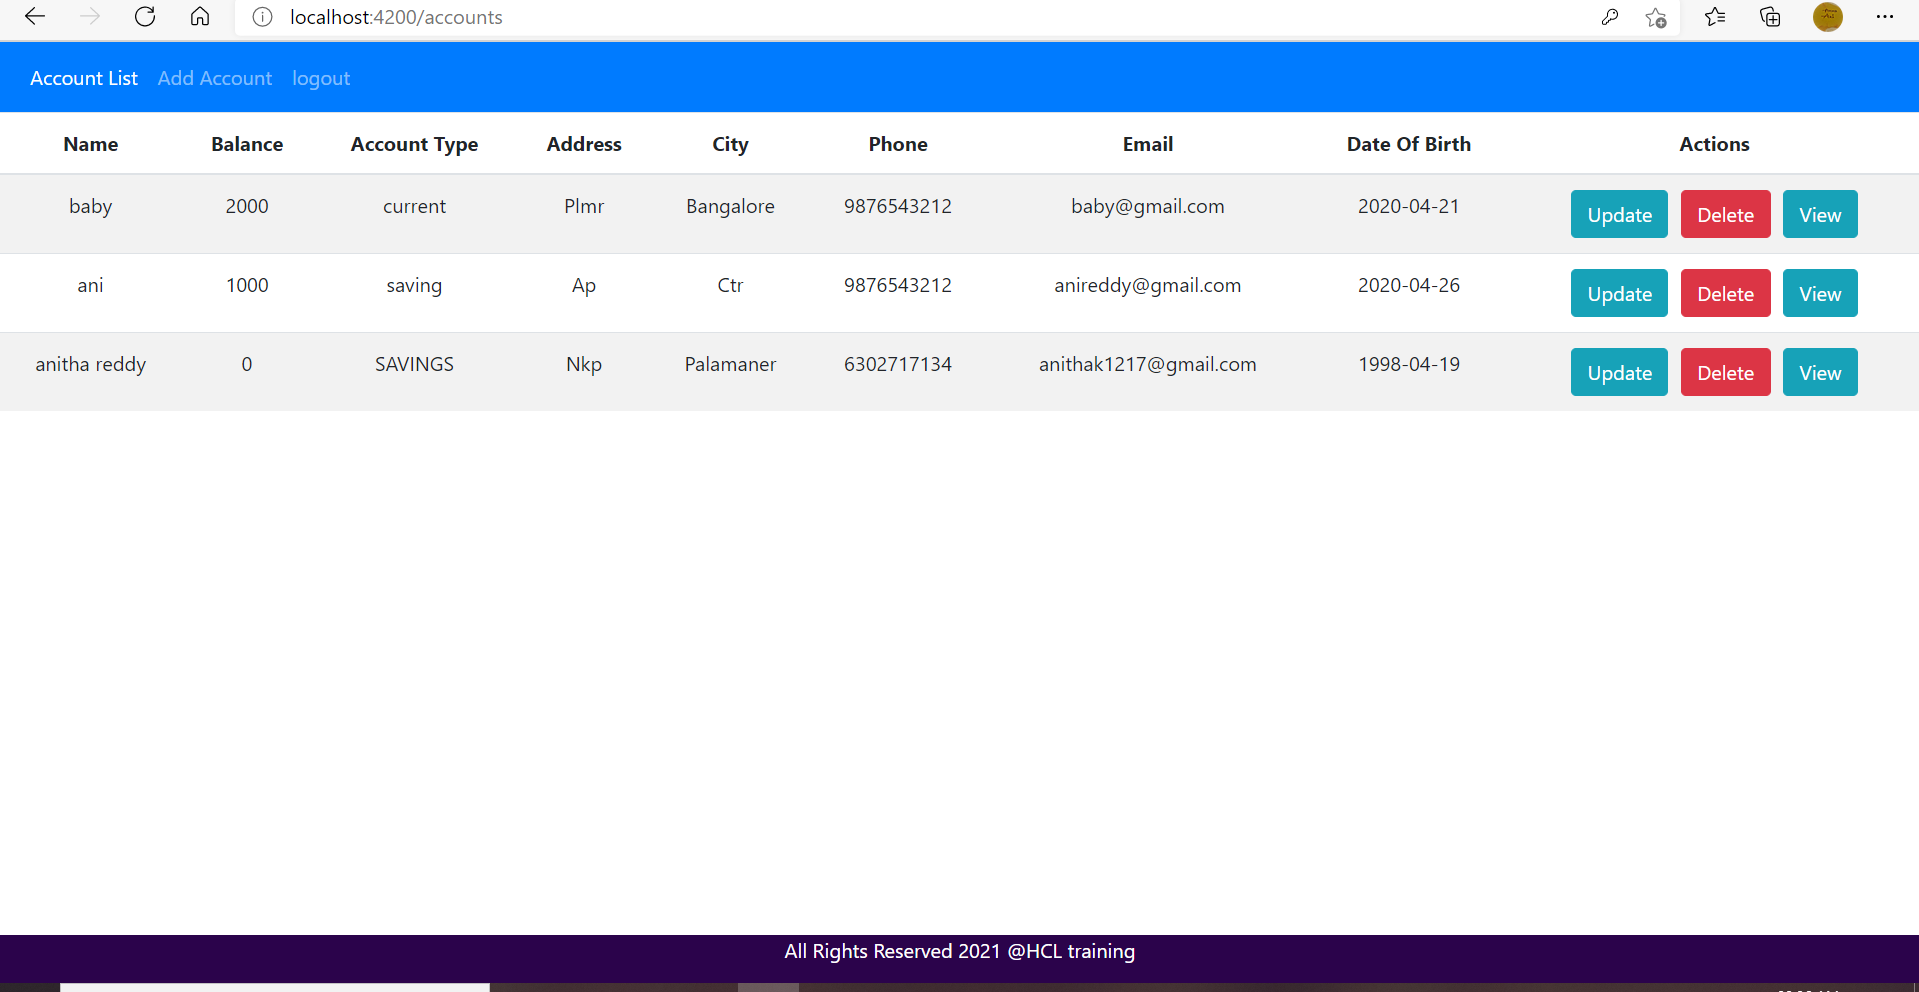 localhost:4200/accounts
Account List Add Account logout
Name Balance Account Type Address City Phone Email Date Of Birth Actions
baby 2000 current Plmr Bangalore 9876543212 baby@gmail.com 2020-04-21 Update Delete View
ani 1000 saving Ap Ctr 9876543212 anireddy@gmail.com 2020-04-26 Update Delete View
anitha reddy 0 SAVINGS Nkp Palamaner 6302717134 anithak1217@gmail.com 1998-04-19 Update Delete View
All Rights Reserved 2021 @HCL training